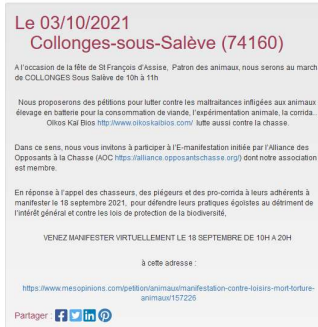 Le 03/10/2021
Collonges-sous-Salève (74160)
A l'occasion de la fête de St François d'Assise, Patron des animaux, nous serons au march
de COLLONGES Sous Salève de 10h à 11h
Nous proposerons des pétitions pour lutter contre les maltraitances infligées aux animaux
élevage en batterie pour la consommation de viande, l'expérimentation animale, la corrida...
Oikos Kaï Bios http://www.oikoskaibios.com/ lutte aussi contre la chasse.
Dans ce sens, nous vous invitons à participer à l'E-manifestation initiée par l'Alliance des
Opposants à la Chasse (AOC https://alliance.opposantschasse.org/) dont notre association
est membre.
En réponse à l'appel des chasseurs, des piégeurs et des pro-corrida à leurs adhérents à
manifester le 18 septembre 2021, pour défendre leurs pratiques égoïstes au détriment de
l'intérêt général et contre les lois de protection de la biodiversité,
VENEZ MANIFESTER VIRTUELLEMENT LE 18 SEPTEMBRE DE 10H A 20H
à cette adresse :
https://www.mesopinions.com/petition/animaux/manifestation-contre-loisirs-mort-torture-
animaux/157226
Partager :